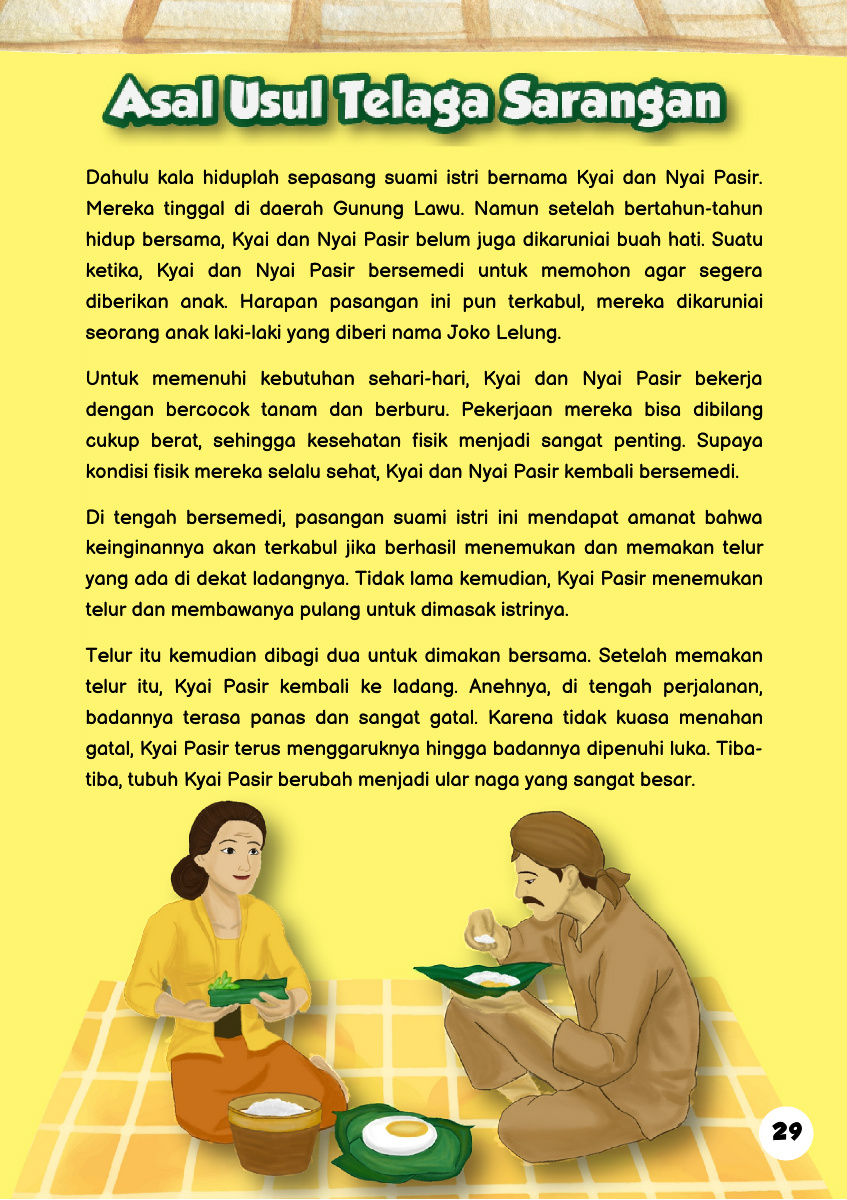 Asal Usul Telaga Sarangan
Dahulu kala hiduplah sepasang suami istri bernama Kyai dan Nyai Pasir.
Mereka tinggal di daerah Gunung Lawu. Namun setelah bertahun-tahun
hidup bersama, Kyai dan Nyai Pasir belum juga dikaruniai buah hati. Suatu
ketika, Kyai dan Nyai Pasir bersemedi untuk memohon agar segera
diberikan anak. Harapan pasangan ini pun terkabul, mereka dikaruniai
seorang anak laki-laki yang diberi nama Joko Lelung.
Untuk memenuhi kebutuhan sehari-hari, Kyai dan Nyai Pasir bekerja
dengan bercocok tanam dan berburu. Pekerjaan mereka bisa dibilang
cukup berat, sehingga kesehatan fisik menjadi sangat penting. Supaya
kondisi fisik mereka selalu sehat, Kyai dan Nyai Pasir kembali bersemedi.
Di tengah bersemedi, pasangan suami istri ini mendapat amanat bahwa
keinginannya akan terkabul jika berhasil menemukan dan memakan telur
yang ada di dekat ladangnya. Tidak lama kemudian, Kyai Pasir menemukan
telur dan membawanya pulang untuk dimasak istrinya.
Telur itu kemudian dibagi dua untuk dimakan bersama. Setelah memakan
telur itu, Kyai Pasir kembali ke ladang. Anehnya, di tengah perjalanan,
badannya terasa panas dan sangat gatal. Karena tidak kuasa menahan
gatal, Kyai Pasir terus menggaruknya hingga badannya dipenuhi luka. Tiba-
tiba, tubuh Kyai Pasir berubah menjadi ular naga yang sangat besar.
29